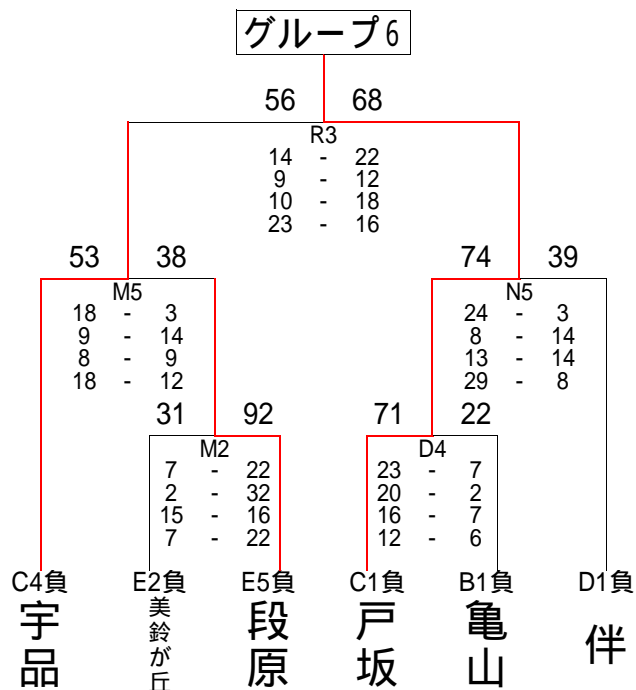 グループ6
56 68
R3
14 - 22
9 - 12
10 - 18
23 - 16
53 38
M5
18 - 3
9 - 14
8 - 9
18 - 12
74 39
N5
24 - 3
8 - 14
13 - 14
29 - 8
31 92
M2
7 - 22
2 - 32
15 - 16
7 - 22
71 22
D4
23 - 7
20 - 2
16 - 7
12 - 6
C4負 E2負 E5負 C1負 B1負 D1負
宇品 美鈴が丘 段原 戸坂 亀山 伴